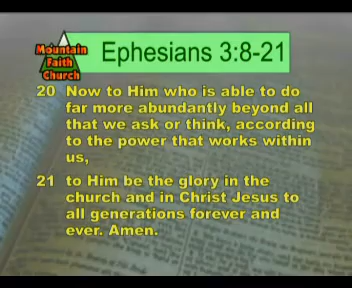 Mountain
Faith
Church
Ephesians 3:8-21
20 Now to Him who is able to do
far more abundantly beyond all
that we ask or think, according
to the power that works within
us,
21 to Him be the glory in the
church and in Christ Jesus to
all generations forever and
ever. Amen.